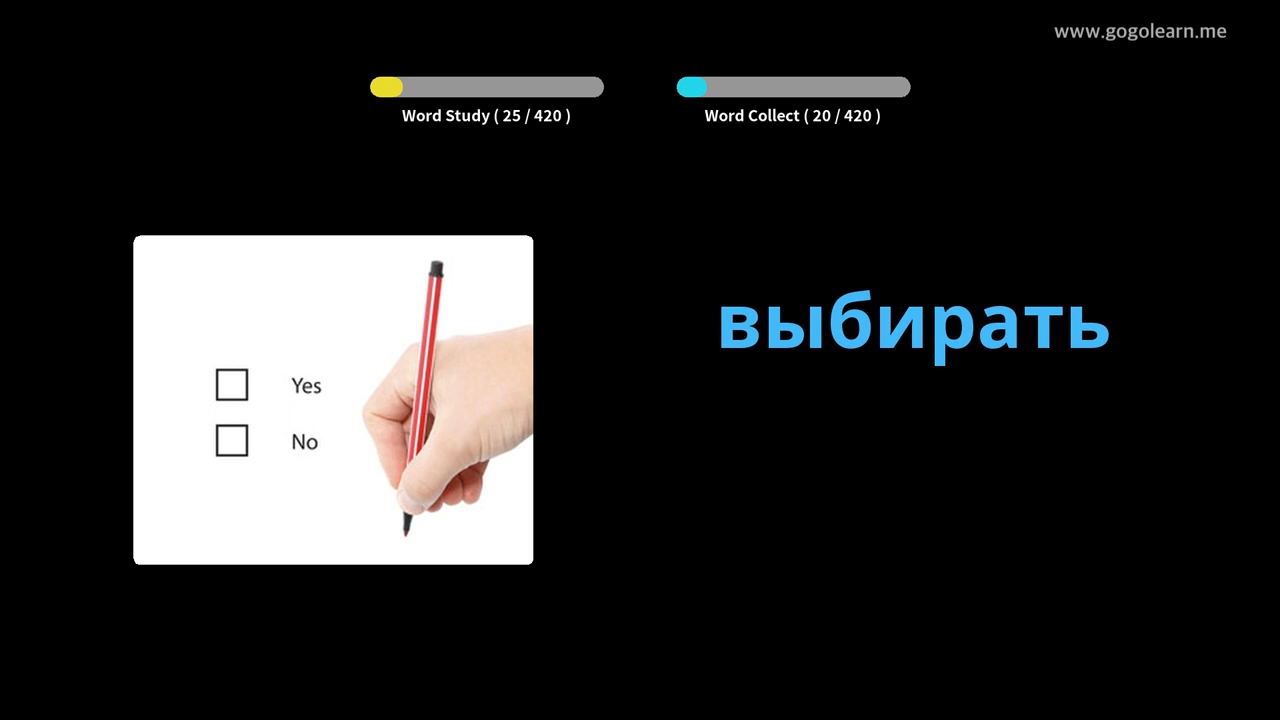 www.gogolearn.me
Word Study ( 25 / 420 )
Word Collect ( 20 / 420 )
Yes
No
выбирать